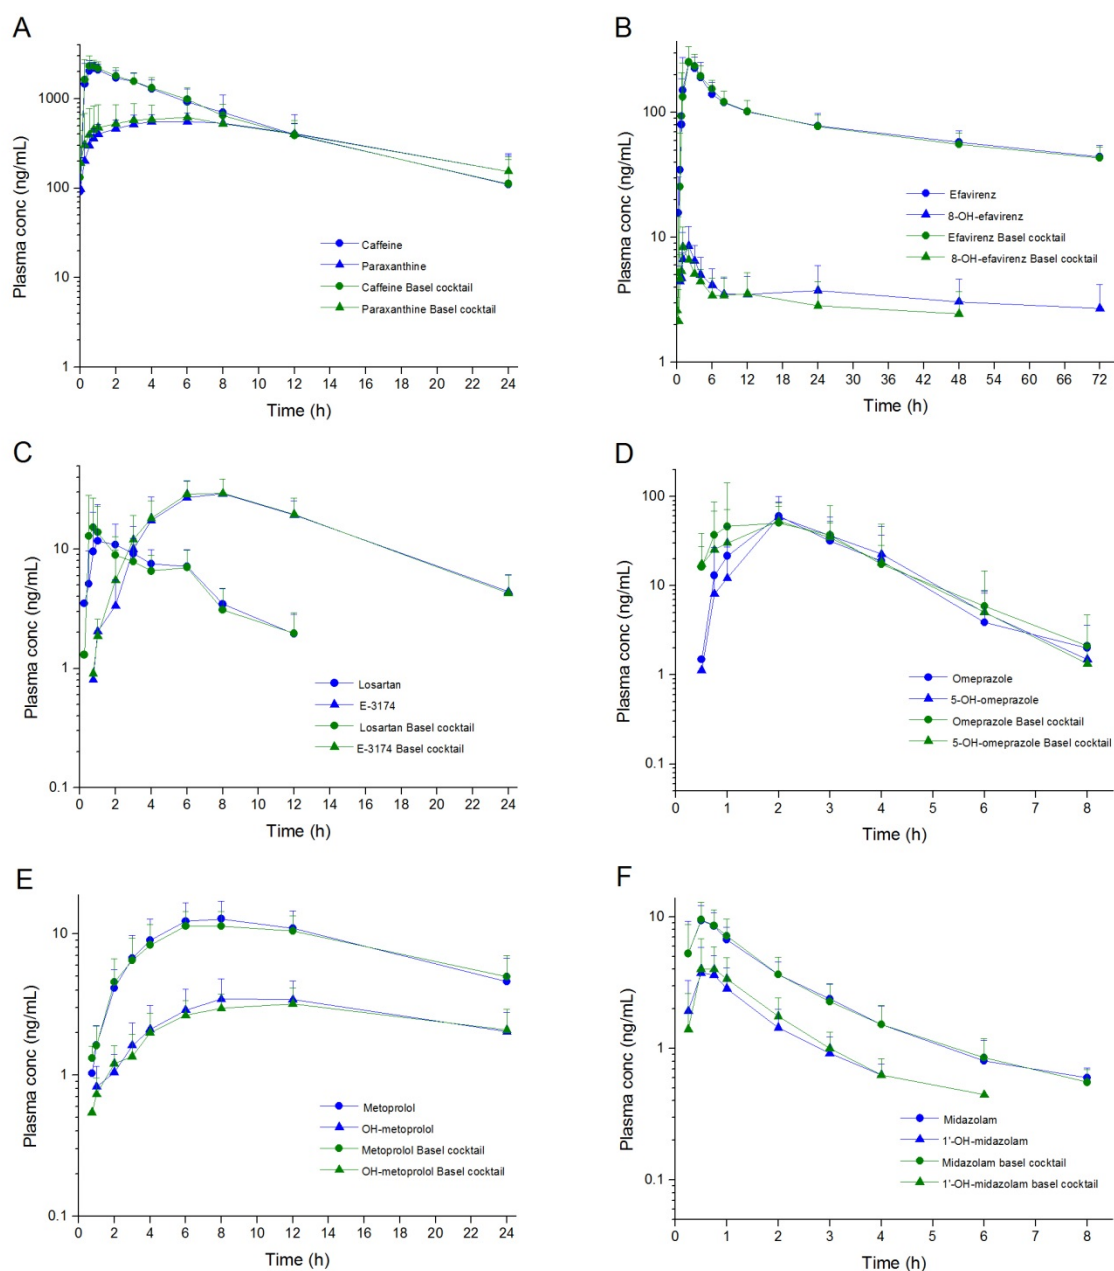 A
Plasma conc (ng/mL)
1000
100
10
1
0 2 4 6 8 10 12 14 16 18 20 22 24
Time (h)
Caffeine
Paraxanthine
Caffeine Basel cocktail
Paraxanthine Basel cocktail
B
Plasma conc (ng/mL)
100
10
1
0 6 12 18 24 30 36 42 48 54 60 66 72
Time (h)
Efavirenz
8-OH-efavirenz
Efavirenz Basel cocktail
8-OH-efavirenz Basel cocktail
C
Plasma conc (ng/mL)
10
1
0.1
0 2 4 6 8 10 12 14 16 18 20 22 24
Time (h)
Losartan
E-3174
Losartan Basel cocktail
E-3174 Basel cocktail
D
Plasma conc (ng/mL)
100
10
1
0.1
0 1 2 3 4 5 6 7 8
Time (h)
Omeprazole
5-OH-omeprazole
Omeprazole Basel cocktail
5-OH-omeprazole Basel cocktail
E
Plasma conc (ng/mL)
10
1
0.1
0 2 4 6 8 10 12 14 16 18 20 22 24
Time (h)
Metoprolol
OH-metoprolol
Metoprolol Basel cocktail
OH-metoprolol Basel cocktail
F
Plasma conc (ng/mL)
10
1
0.1
0 1 2 3 4 5 6 7 8
Time (h)
Midazolam
1'-OH-midazolam
Midazolam basel cocktail
1'-OH-midazolam basel cocktail